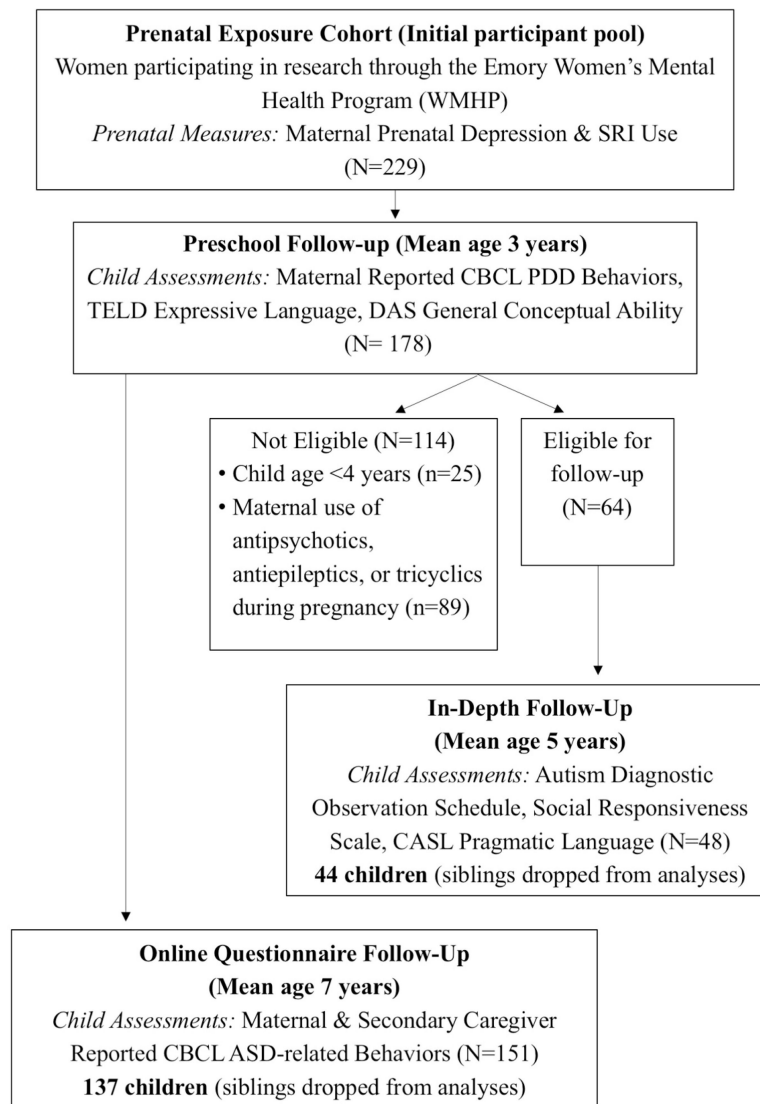 Prenatal Exposure Cohort (Initial participant pool)
Women participating in research through the Emory Women’s Mental
Health Program (WMHP)
Prenatal Measures: Maternal Prenatal Depression & SRI Use
(N=229)
Preschool Follow-up (Mean age 3 years)
Child Assessments: Maternal Reported CBCL PDD Behaviors,
TELD Expressive Language, DAS General Conceptual Ability
(N= 178)
Not Eligible (N=114)
• Child age <4 years (n=25)
• Maternal use of
antipsychotics,
antiepileptics, or tricyclics
during pregnancy (n=89)
Eligible for
follow-up
(N=64)
In-Depth Follow-Up
(Mean age 5 years)
Child Assessments: Autism Diagnostic
Observation Schedule, Social Responsiveness
Scale, CASL Pragmatic Language (N=48)
44 children (siblings dropped from analyses)
Online Questionnaire Follow-Up
(Mean age 7 years)
Child Assessments: Maternal & Secondary Caregiver
Reported CBCL ASD-related Behaviors (N=151)
137 children (siblings dropped from analyses)